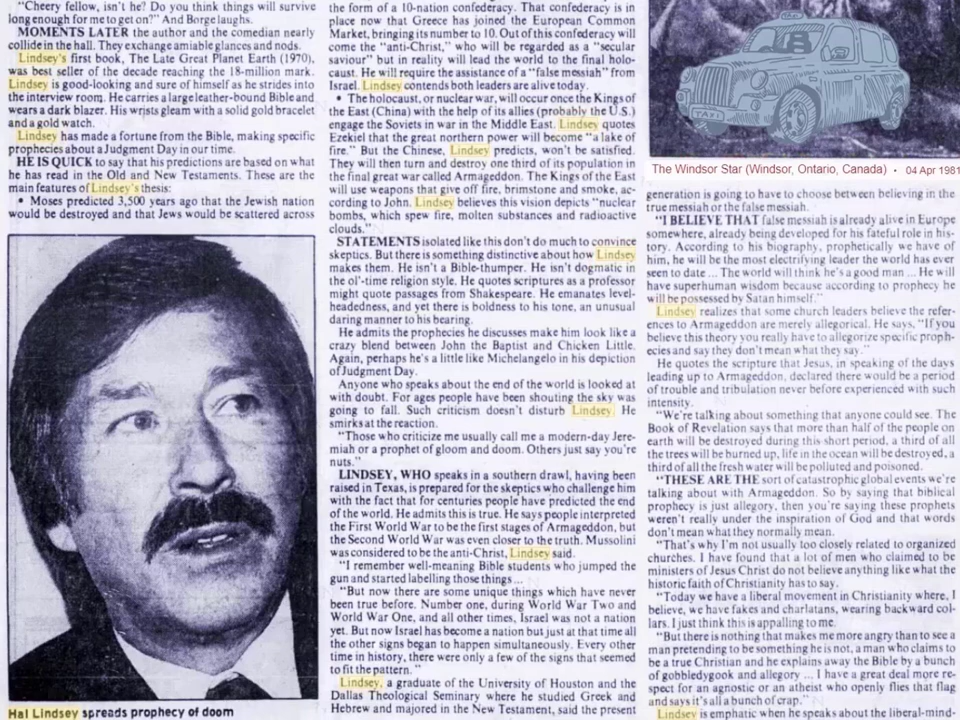 "Cheery fellow, isn't he? Do you think things will survive
long enough for me to get on?" And Borge laughs.
MOMENTS LATER the author and the comedian nearly
collide in the hall. They exchange amiable glances and nods.
Lindsey's first book, The Late Great Planet Earth (1970),
was best seller of the decade reaching the 18-million mark.
Lindsey is good-looking and sure of himself as he strides into
the interview room. He carries a large leather-bound Bible and
wears a dark blazer. His wrists gleam with a solid gold bracelet
and a gold watch.
Lindsey has made a fortune from the Bible, making specific
prophecies about a Judgment Day in our time.
HE IS QUICK to say that his predictions are based on what
he has read in the Old and New Testaments. These are the
main features of Lindsey's thesis:
• Moses predicted 3,500 years ago that the Jewish nation
would be destroyed and that Jews would be scattered across
Hal Lindsey spreads prophecy of doom
the form of a 10-nation confederacy. That confederacy is in
place now that Greece has joined the European Common
Market, bringing its number to 10. Out of this confederacy will
come the "anti-Christ," who will be regarded as a "secular
saviour" but in reality will lead the world to the final holo-
caust. He will require the assistance of a "false messiah" from
Israel. Lindsey contends both leaders are alive today.
• The holocaust, or nuclear war, will occur once the Kings of
the East (China) with the help of its allies (probably the U.S.)
engage the Soviets in war in the Middle East. Lindsey quotes
Ezekiel that the great northern power will become "a lake of
fire." But the Chinese, Lindsey predicts, won't be satisfied.
They will then turn and destroy one third of its population in
the final great war called Armageddon. The Kings of the East
will use weapons that give off fire, brimstone and smoke, ac-
cording to John. Lindsey believes this vision depicts "nuclear
bombs, which spew fire, molten substances and radioactive
clouds."
STATEMENTS isolated like this don't do much to convince
skeptics. But there is something distinctive about how Lindsey
makes them. He isn't a Bible-thumper. He isn't dogmatic in
the ol'-time religion style. He quotes scriptures as a professor
might quote passages from Shakespeare. He emanates level-
headedness, and yet there is boldness to his tone, an unusual
daring manner to his bearing.
He admits the prophecies he discusses make him look like a
crazy blend between John the Baptist and Chicken Little.
Again, perhaps he's a little like Michelangelo in his depiction
of Judgment Day.
Anyone who speaks about the end of the world is looked at
with doubt. For ages people have been shouting the sky was
going to fall. Such criticism doesn't disturb Lindsey. He
smirks at the reaction.
"Those who criticize me usually call me a modern-day Jere-
miah or a prophet of gloom and doom. Others just say you're
nuts."
LINDSEY, WHO speaks in a southern drawl, having been
raised in Texas, is prepared for the skeptics who challenge him
with the fact that for centuries people have predicted the end
of the world. He admits this is true. He says people interpreted
the First World War to be the first stages of Armageddon, but
the Second World War was even closer to the truth. Mussolini
was considered to be the anti-Christ, Lindsey said.
"I remember well-meaning Bible students who jumped the
gun and started labelling those things ...
"But now there are some unique things which have never
been true before. Number one, during World War Two and
World War One, and all other times, Israel was not a nation
yet. But now Israel has become a nation but just at that time all
the other signs began to happen simultaneously. Every other
time in history, there were only a few of the signs that seemed
to fit the pattern."
Lindsey, a graduate of the University of Houston and the
Dallas Theological Seminary where he studied Greek and
Hebrew and majored in the New Testament, said the present
18
TAXI
The Windsor Star (Windsor, Ontario, Canada) • 04 Apr 1981
generation is going to have to choose between believing in the
true messiah or the false messiah.
"I BELIEVE THAT false messiah is already alive in Europe
somewhere, already being developed for his fateful role in his-
tory. According to his biography, prophetically we have of
him, he will be the most electrifying leader the world has ever
seen to date ... The world will think he's a good man ... He will
have superhuman wisdom because according to prophecy he
will be possessed by Satan himself."
Lindsey realizes that some church leaders believe the refer-
ences to Armageddon are merely allegorical. He says, "If you
believe this theory you really have to allegorize specific proph-
ecies and say they don't mean what they say."
He quotes the scripture that Jesus, in speaking of the days
leading up to Armageddon, declared there would be a period
of trouble and tribulation never before experienced with such
intensity.
"We're talking about something that anyone could see. The
Book of Revelation says that more than half of the people on
earth will be destroyed during this short period, a third of all
the trees will be burned up, life in the ocean will be destroyed, a
third of all the fresh water will be polluted and poisoned.
"THESE ARE THE sort of catastrophic global events we're
talking about with Armageddon. So by saying that biblical
prophecy is just allegory, then you're saying these prophets
weren't really under the inspiration of God and that words
don't mean what they normally mean.
"That's why I'm not usually too closely related to organized
churches. I have found that a lot of men who claimed to be
ministers of Jesus Christ do not believe anything like what the
historic faith of Christianity has to say.
"Today we have a liberal movement in Christianity where, I
believe, we have fakes and charlatans, wearing backward col-
lars. I just think this is appalling to me.
"But there is nothing that makes me more angry than to see a
man pretending to be something he is not, a man who claims to
be a true Christian and he explains away the Bible by a bunch
of gobbledygook and allegory ... I have a great deal more re-
spect for an agnostic or an atheist who openly flies that flag
and says it's all a bunch of crap."
Lindsey is emphatic when he speaks about the liberal-mind-